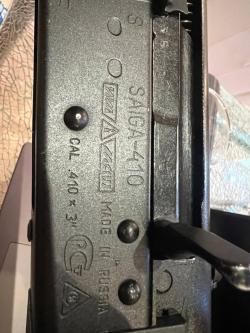 SAIGA-410
MADE IN RUSSIA
CAL .410 x 3"
S